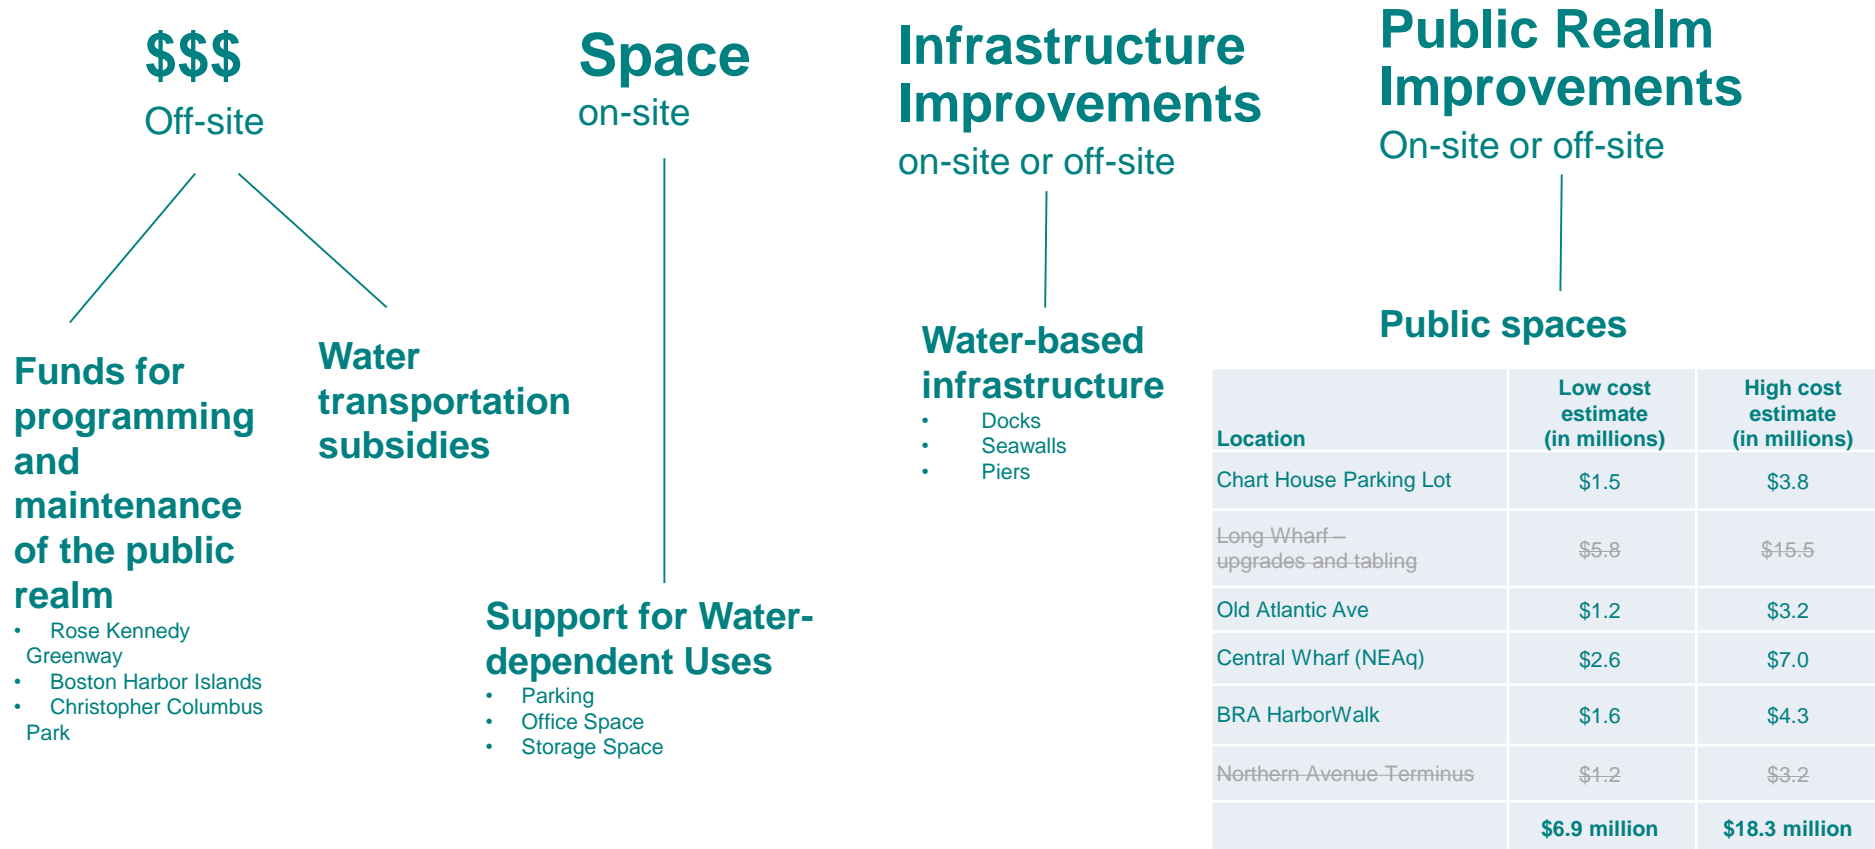 $$$
Off-site
Funds for
programming
and
maintenance
of the public
realm
• Rose Kennedy
Greenway
• Boston Harbor Islands
• Christopher Columbus
Park
Water
transportation
subsidies
Space
on-site
Support for Water-
dependent Uses
• Parking
• Office Space
• Storage Space
Infrastructure
Improvements
on-site or off-site
Water-based
infrastructure
• Docks
• Seawalls
• Piers
Public Realm
Improvements
On-site or off-site
Public spaces
Location Low cost estimate (in millions) High cost estimate (in millions)
Chart House Parking Lot $1.5 $3.8
Long Wharf –
upgrades and tabling $5.8 $15.5
Old Atlantic Ave $1.2 $3.2
Central Wharf (NEAq) $2.6 $7.0
BRA HarborWalk $1.6 $4.3
Northern Avenue Terminus $1.2 $3.2
$6.9 million $18.3 million